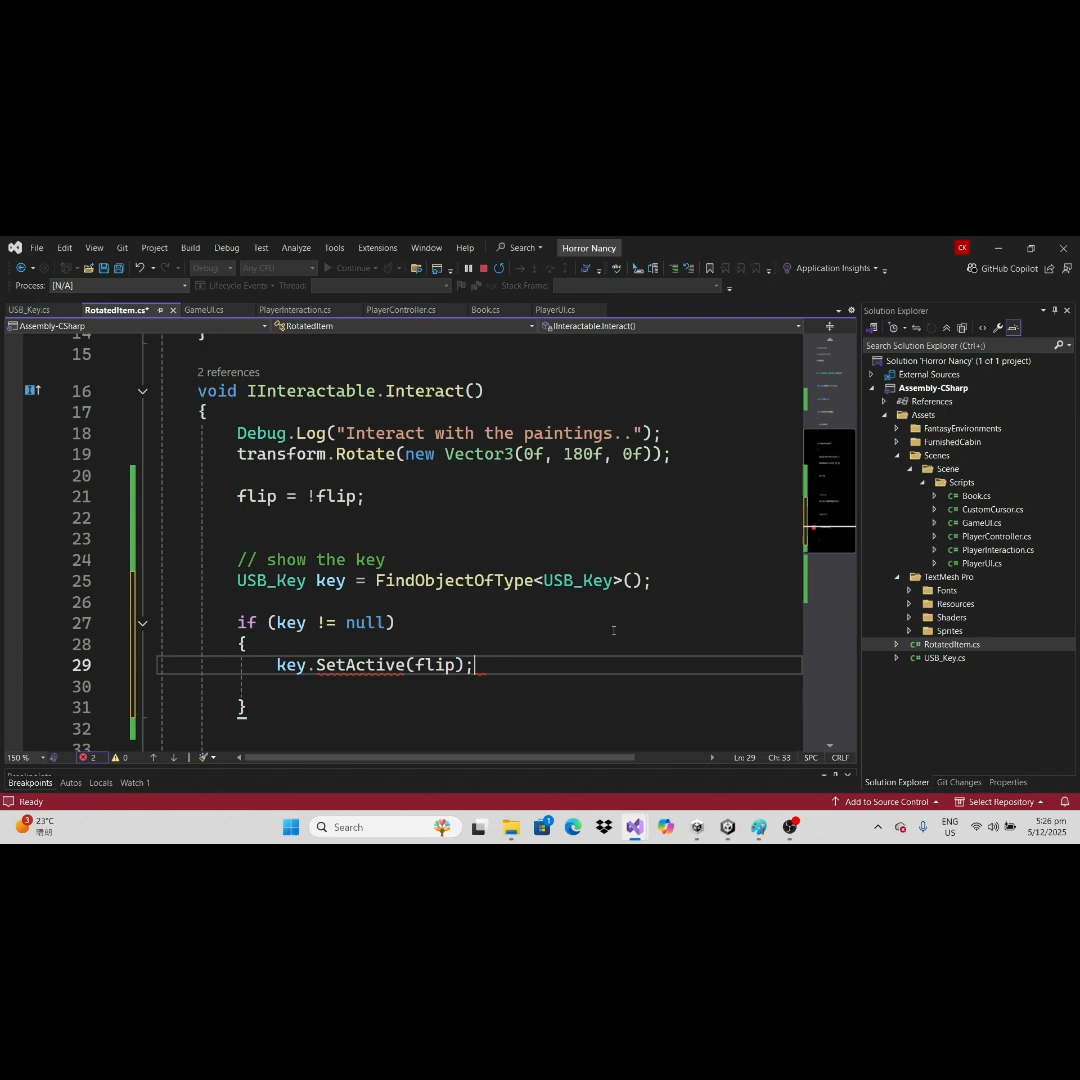 File Edit View Git Project Build Debug Test Analyze Tools Extensions Window Help Search Horror Nancy CK
Debug Any CPU Continue Application Insights GitHub Copilot
Process: [N/A] Lifecycle Events Thread: Stack Frame:
USB_Key.cs RotatedItem.cs* GameUI.cs PlayerInteraction.cs PlayerController.cs Book.cs PlayerUI.cs
Assembly-CSharp RotatedItem IInteractable.Interact()
14 }
15
2 references
16 void IInteractable.Interact()
17 {
18 Debug.Log("Interact with the paintings..");
19 transform.Rotate(new Vector3(0f, 180f, 0f));
20
21 flip = !flip;
22
23
24 // show the key
25 USB_Key key = FindObjectOfType<USB_Key>();
26
27 if (key != null)
28 {
29 key.SetActive(flip);
30
31 }
32
33
150 % 2 0 Ln: 29 Ch: 33 SPC CRLF
Breakpoints
Breakpoints Autos Locals Watch 1
Solution Explorer
Search Solution Explorer (Ctrl+;)
Solution 'Horror Nancy' (1 of 1 project)
External Sources
Assembly-CSharp
References
Assets
FantasyEnvironments
FurnishedCabin
Scenes
Scene
Scripts
C# Book.cs
C# CustomCursor.cs
C# GameUI.cs
C# PlayerController.cs
C# PlayerInteraction.cs
C# PlayerUI.cs
TextMesh Pro
Fonts
Resources
Shaders
Sprites
C# RotatedItem.cs
C# USB_Key.cs
Solution Explorer Git Changes Properties
Ready Add to Source Control Select Repository
3 23°C
晴朗
Search
1
ENG
US
5:26 pm
5/12/2025